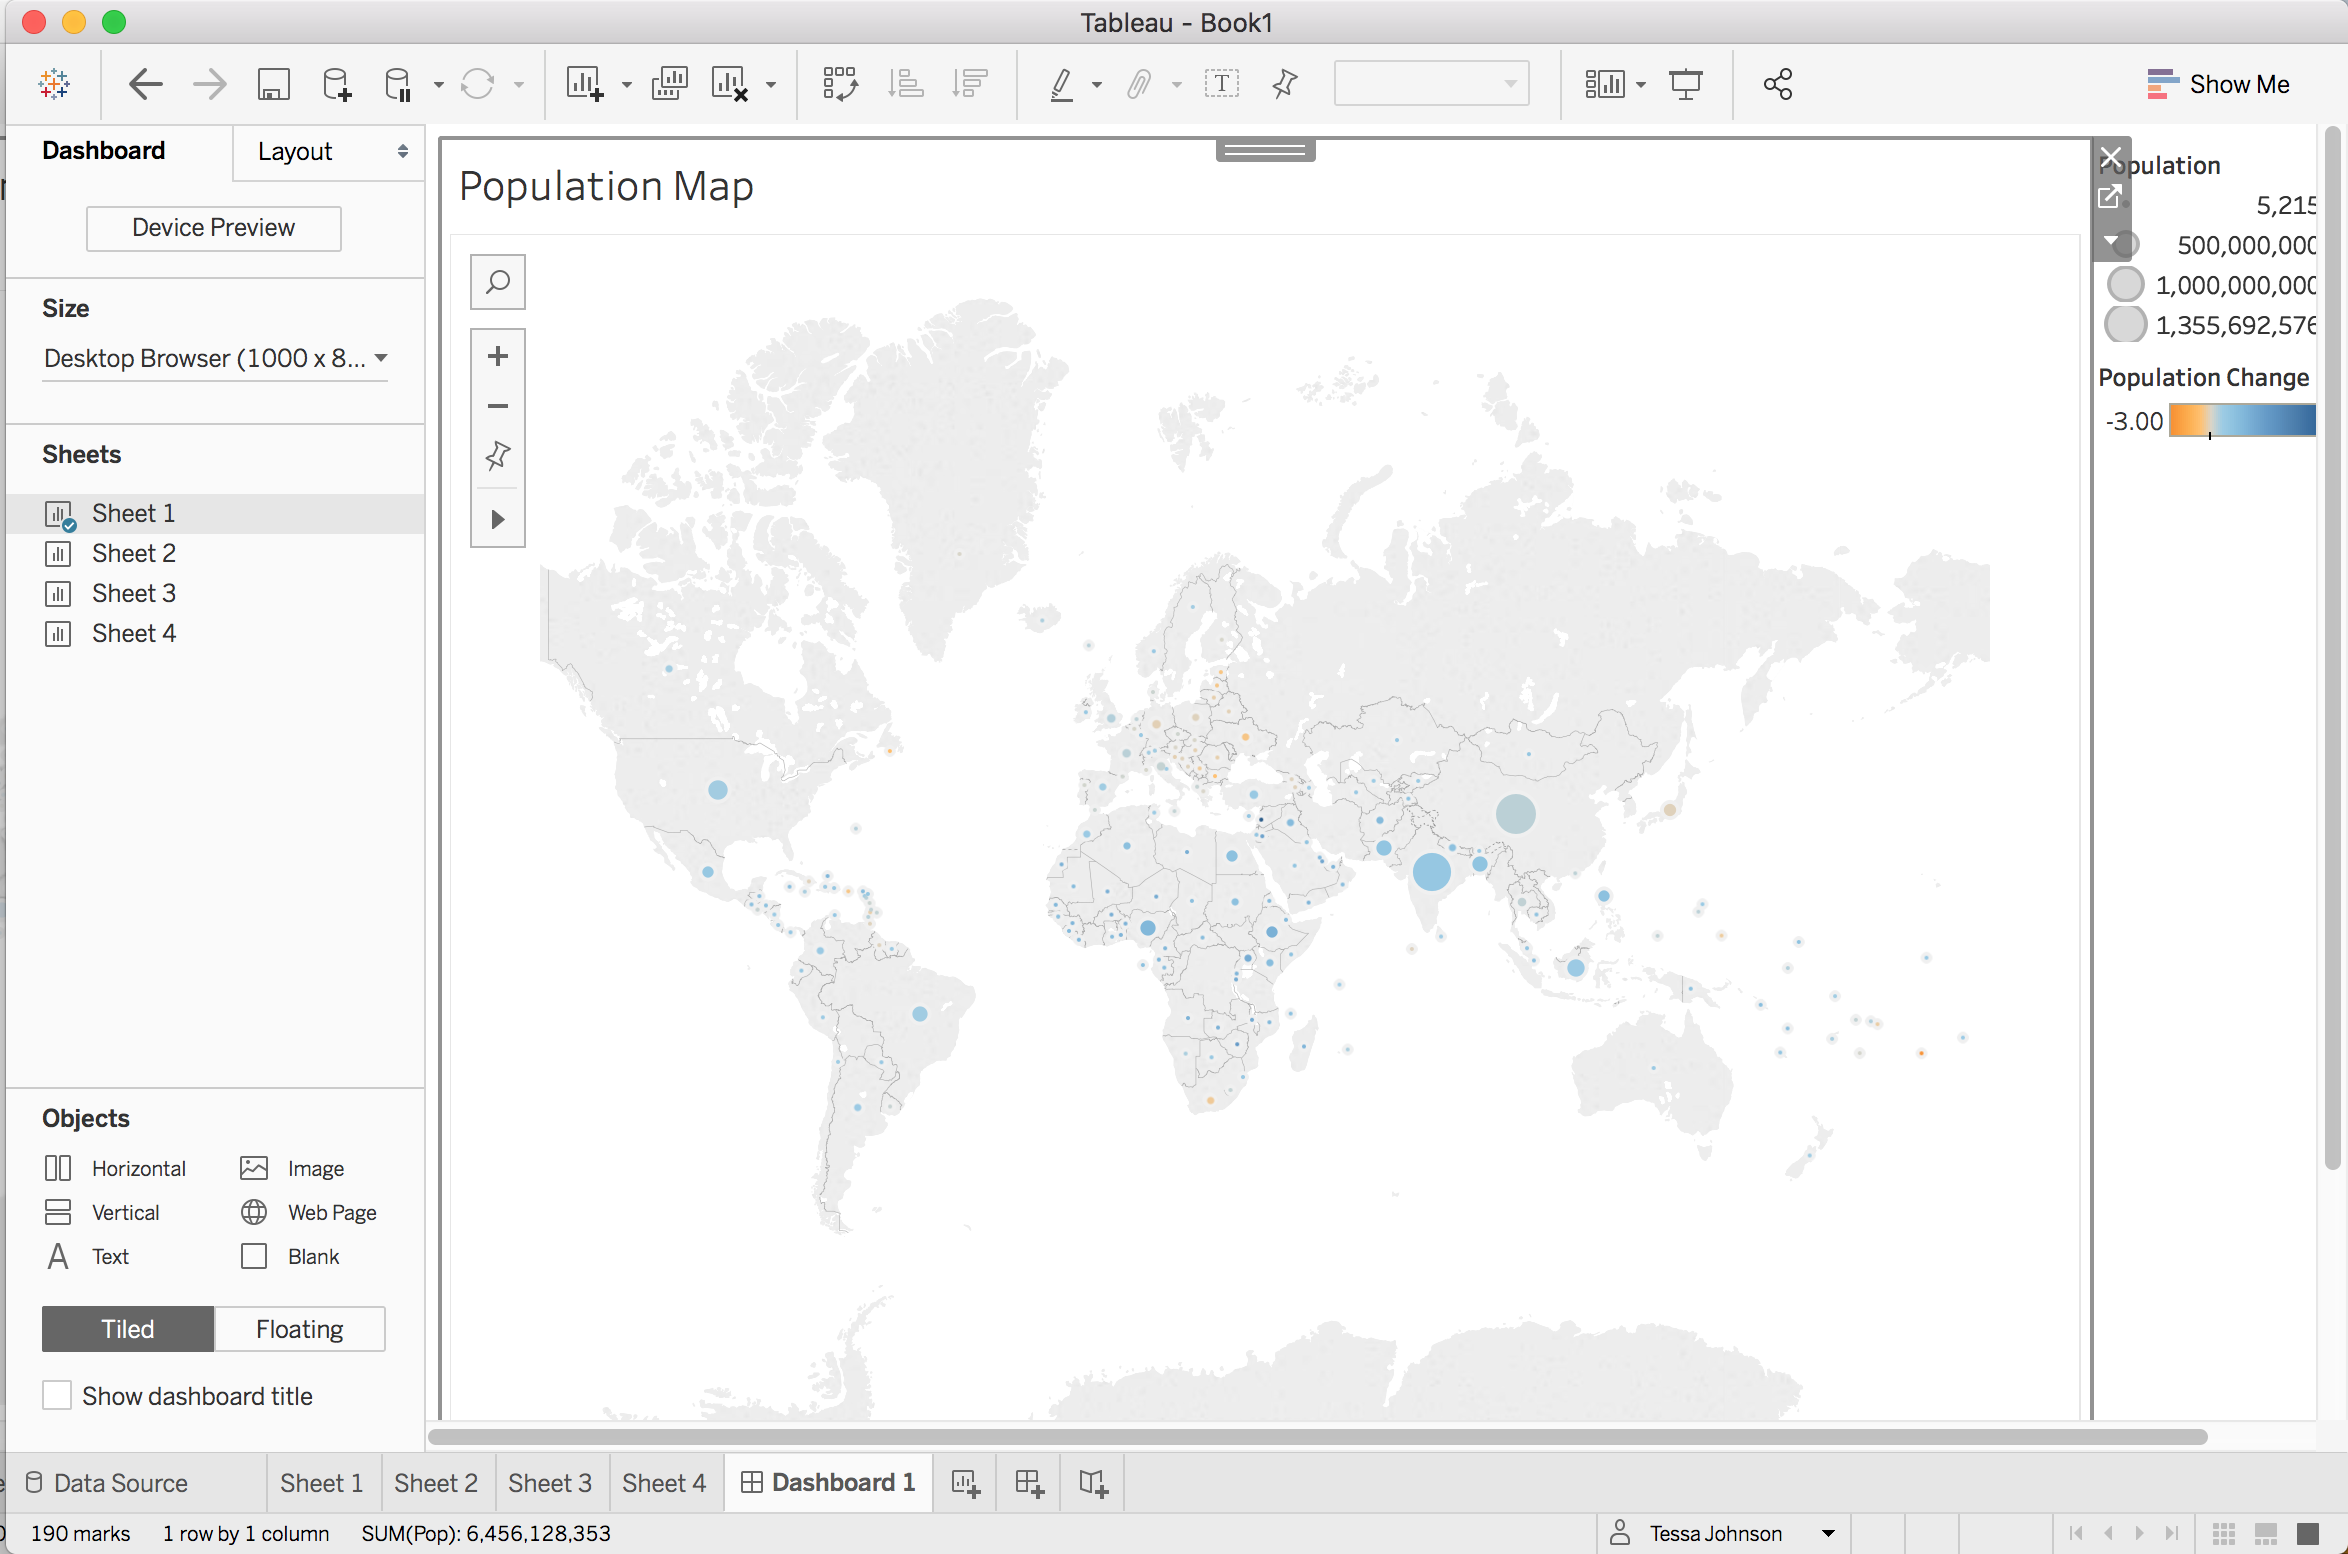 Tableau - Book1
Show Me
Dashboard
Layout
Device Preview
Size
Desktop Browser (1000 x 8...
Sheets
Sheet 1
Sheet 2
Sheet 3
Sheet 4
Objects
Horizontal
Image
Vertical
Web Page
A Text
Blank
Tiled
Floating
Show dashboard title
Population Map
Population
5,215
500,000,000
1,000,000,000
1,355,692,576
Population Change
-3.00
Data Source
Sheet 1
Sheet 2
Sheet 3
Sheet 4
Dashboard 1
190 marks
1 row by 1 column
SUM(Pop): 6,456,128,353
Tessa Johnson